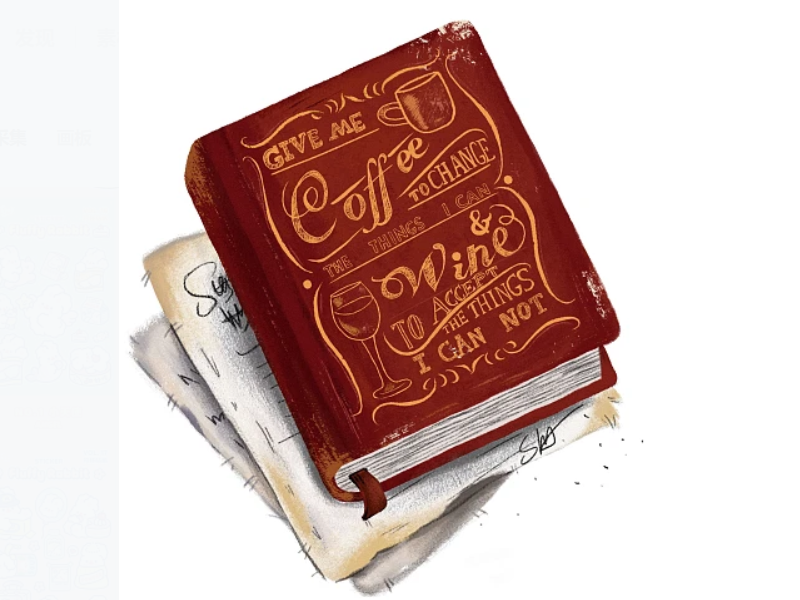 GIVE ME
Coffee
TO CHANGE
THE THINGS I CAN
&
Wine
TO ACCEPT
THE THINGS
I CAN NOT